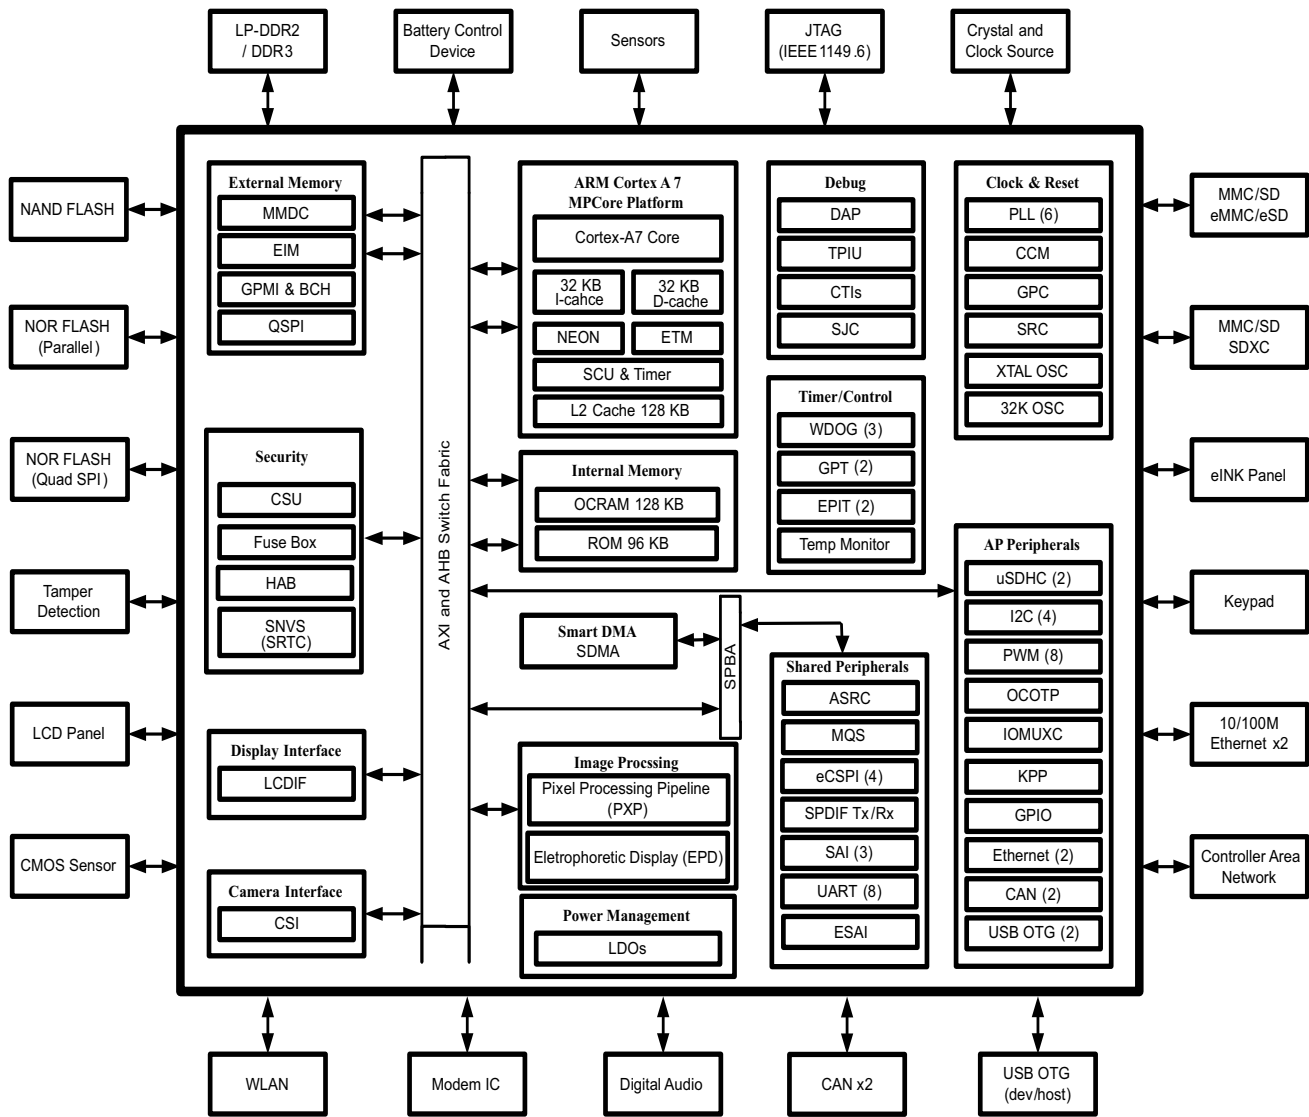 LP-DDR2
/ DDR3
Battery Control
Device
Sensors
JTAG
(IEEE 1149.6)
Crystal and
Clock Source
NAND FLASH
NOR FLASH
(Parallel)
NOR FLASH
(Quad SPI)
Tamper
Detection
LCD Panel
CMOS Sensor
External Memory
MMDC
EIM
GPMI & BCH
QSPI
Security
CSU
Fuse Box
HAB
SNVS
(SRTC)
Display Interface
LCDIF
Camera Interface
CSI
AXI and AHB Switch Fabric
ARM Cortex A 7
MPCore Platform
Cortex-A7 Core
32 KB
I-cahce
32 KB
D-cache
NEON
ETM
SCU & Timer
L2 Cache 128 KB
Internal Memory
OCRAM 128 KB
ROM 96 KB
Smart DMA
SDMA
SPBA
Image Procssing
Pixel Processing Pipeline
(PXP)
Eletrophoretic Display (EPD)
Power Management
LDOs
Debug
DAP
TPIU
CTIs
SJC
Timer/Control
WDOG (3)
GPT (2)
EPIT (2)
Temp Monitor
Shared Peripherals
ASRC
MQS
eCSPI (4)
SPDIF Tx/Rx
SAI (3)
UART (8)
ESAI
Clock & Reset
PLL (6)
CCM
GPC
SRC
XTAL OSC
32K OSC
AP Peripherals
uSDHC (2)
I2C (4)
PWM (8)
OCOTP
IOMUXC
KPP
GPIO
Ethernet (2)
CAN (2)
USB OTG (2)
MMC/SD
eMMC/eSD
MMC/SD
SDXC
eINK Panel
Keypad
10/100M
Ethernet x2
Controller Area
Network
WLAN
Modem IC
Digital Audio
CAN x2
USB OTG
(dev/host)